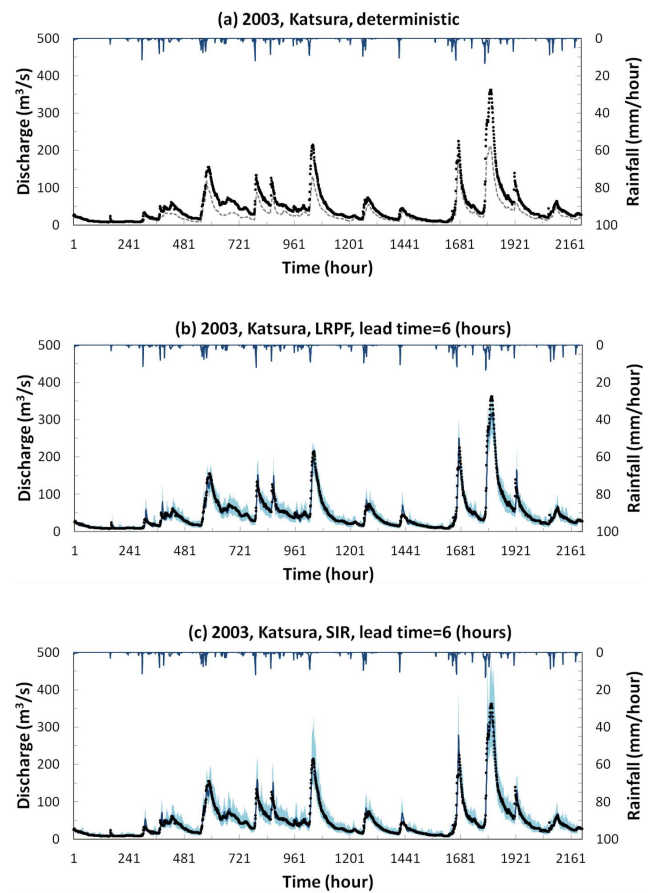 (a) 2003, Katsura, deterministic
500
400
300
200
100
0
Discharge (m³/s)
0
20
40
60
80
100
Rainfall (mm/hour)
1 241 481 721 961 1201 1441 1681 1921 2161
Time (hour)
(b) 2003, Katsura, LRPF, lead time=6 (hours)
500
400
300
200
100
0
Discharge (m³/s)
0
20
40
60
80
100
Rainfall (mm/hour)
1 241 481 721 961 1201 1441 1681 1921 2161
Time (hour)
(c) 2003, Katsura, SIR, lead time=6 (hours)
500
400
300
200
100
0
Discharge (m³/s)
0
20
40
60
80
100
Rainfall (mm/hour)
1 241 481 721 961 1201 1441 1681 1921 2161
Time (hour)